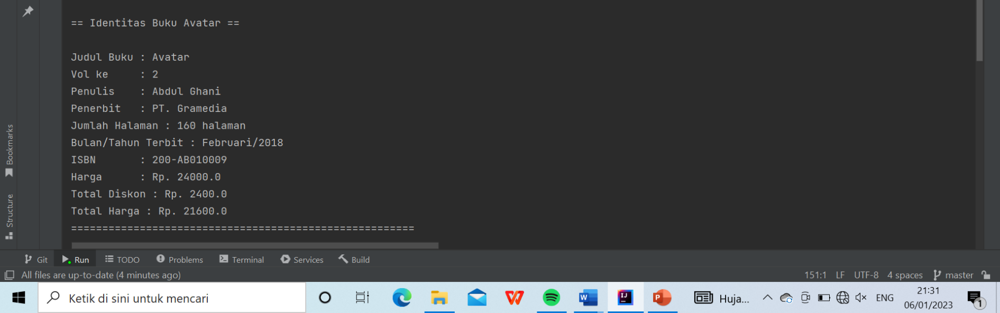 == Identitas Buku Avatar ==
Judul Buku : Avatar
Vol ke     : 2
Penulis    : Abdul Ghani
Penerbit   : PT. Gramedia
Jumlah Halaman : 160 halaman
Bulan/Tahun Terbit : Februari/2018
ISBN       : 200-AB010009
Harga      : Rp. 24000.0
Total Diskon : Rp. 2400.0
Total Harga : Rp. 21600.0
=======================================================
Bookmarks
Structure
Git Run TODO Problems Terminal Services Build
All files are up-to-date (4 minutes ago) 151:1 LF UTF-8 4 spaces master
Ketik di sini untuk mencari W W IJ P Huja... ENG 21:31
06/01/2023 1